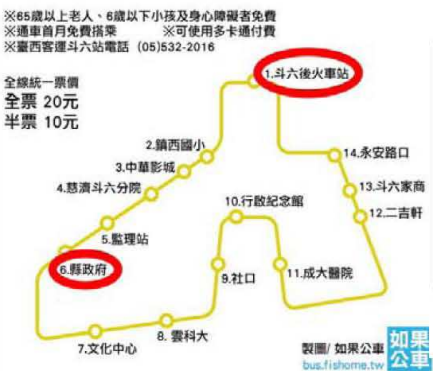 ※65歲以上老人、6歲以下小孩及身心障礙者免費
※通車首月免費搭乘 ※可使用多卡通付費
※臺西客運斗六站電話 (05)532-2016
全線統一票價
全票 20元
半票 10元
1.斗六後火車站
2.鎮西國小
3.中華影城
4.慈濟斗六分院
5.監理站
6.縣政府
7.文化中心
8. 雲科大
9.社口
10.行啟紀念館
11.成大醫院
12.二吉軒
13.斗六家商
14.永安路口
製圖/ 如果公車
bus.fishome.tw
如果
公車